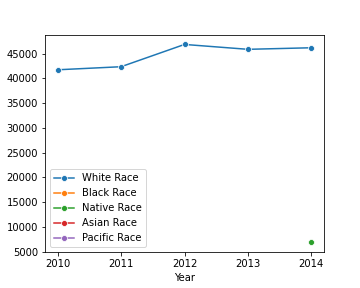 45000
40000
35000
30000
25000
20000
15000
10000
5000
White Race
Black Race
Native Race
Asian Race
Pacific Race
2010 2011 2012 2013 2014
Year